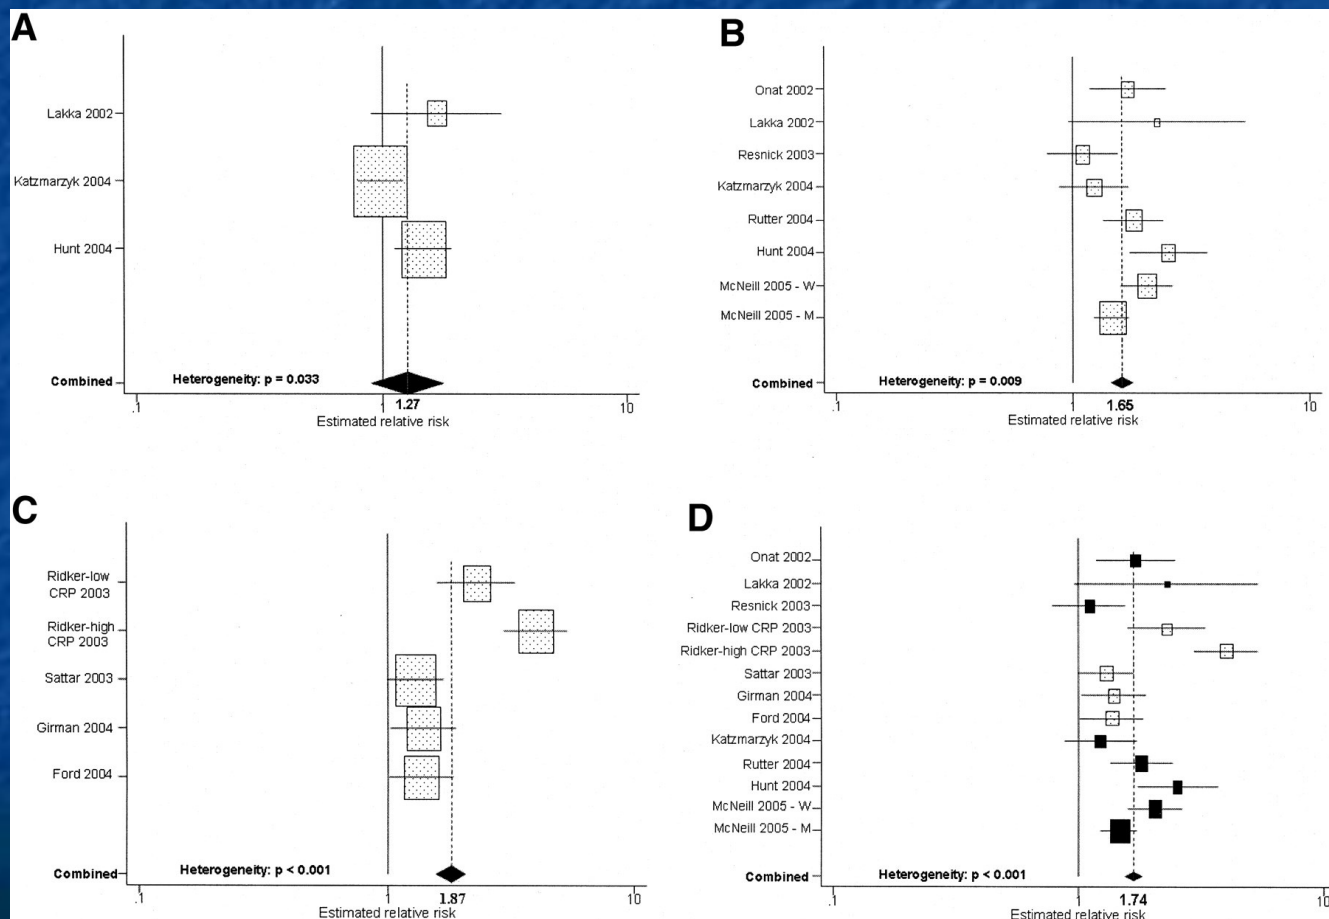 A
Lakka 2002
Katzmarzyk 2004
Hunt 2004
Combined
Heterogeneity: p = 0.033
.1
1
1.27
10
Estimated relative risk
B
Onat 2002
Lakka 2002
Resnick 2003
Katzmarzyk 2004
Rutter 2004
Hunt 2004
McNeill 2005 - W
McNeill 2005 - M
Combined
Heterogeneity: p = 0.009
.1
1
1.65
10
Estimated relative risk
C
Ridker-low
CRP 2003
Ridker-high
CRP 2003
Sattar 2003
Girman 2004
Ford 2004
Combined
Heterogeneity: p < 0.001
.1
1
1.87
10
Estimated relative risk
D
Onat 2002
Lakka 2002
Resnick 2003
Ridker-low CRP 2003
Ridker-high CRP 2003
Sattar 2003
Girman 2004
Ford 2004
Katzmarzyk 2004
Rutter 2004
Hunt 2004
McNeill 2005 - W
McNeill 2005 - M
Combined
Heterogeneity: p < 0.001
.1
1
1.74
10
Estimated relative risk